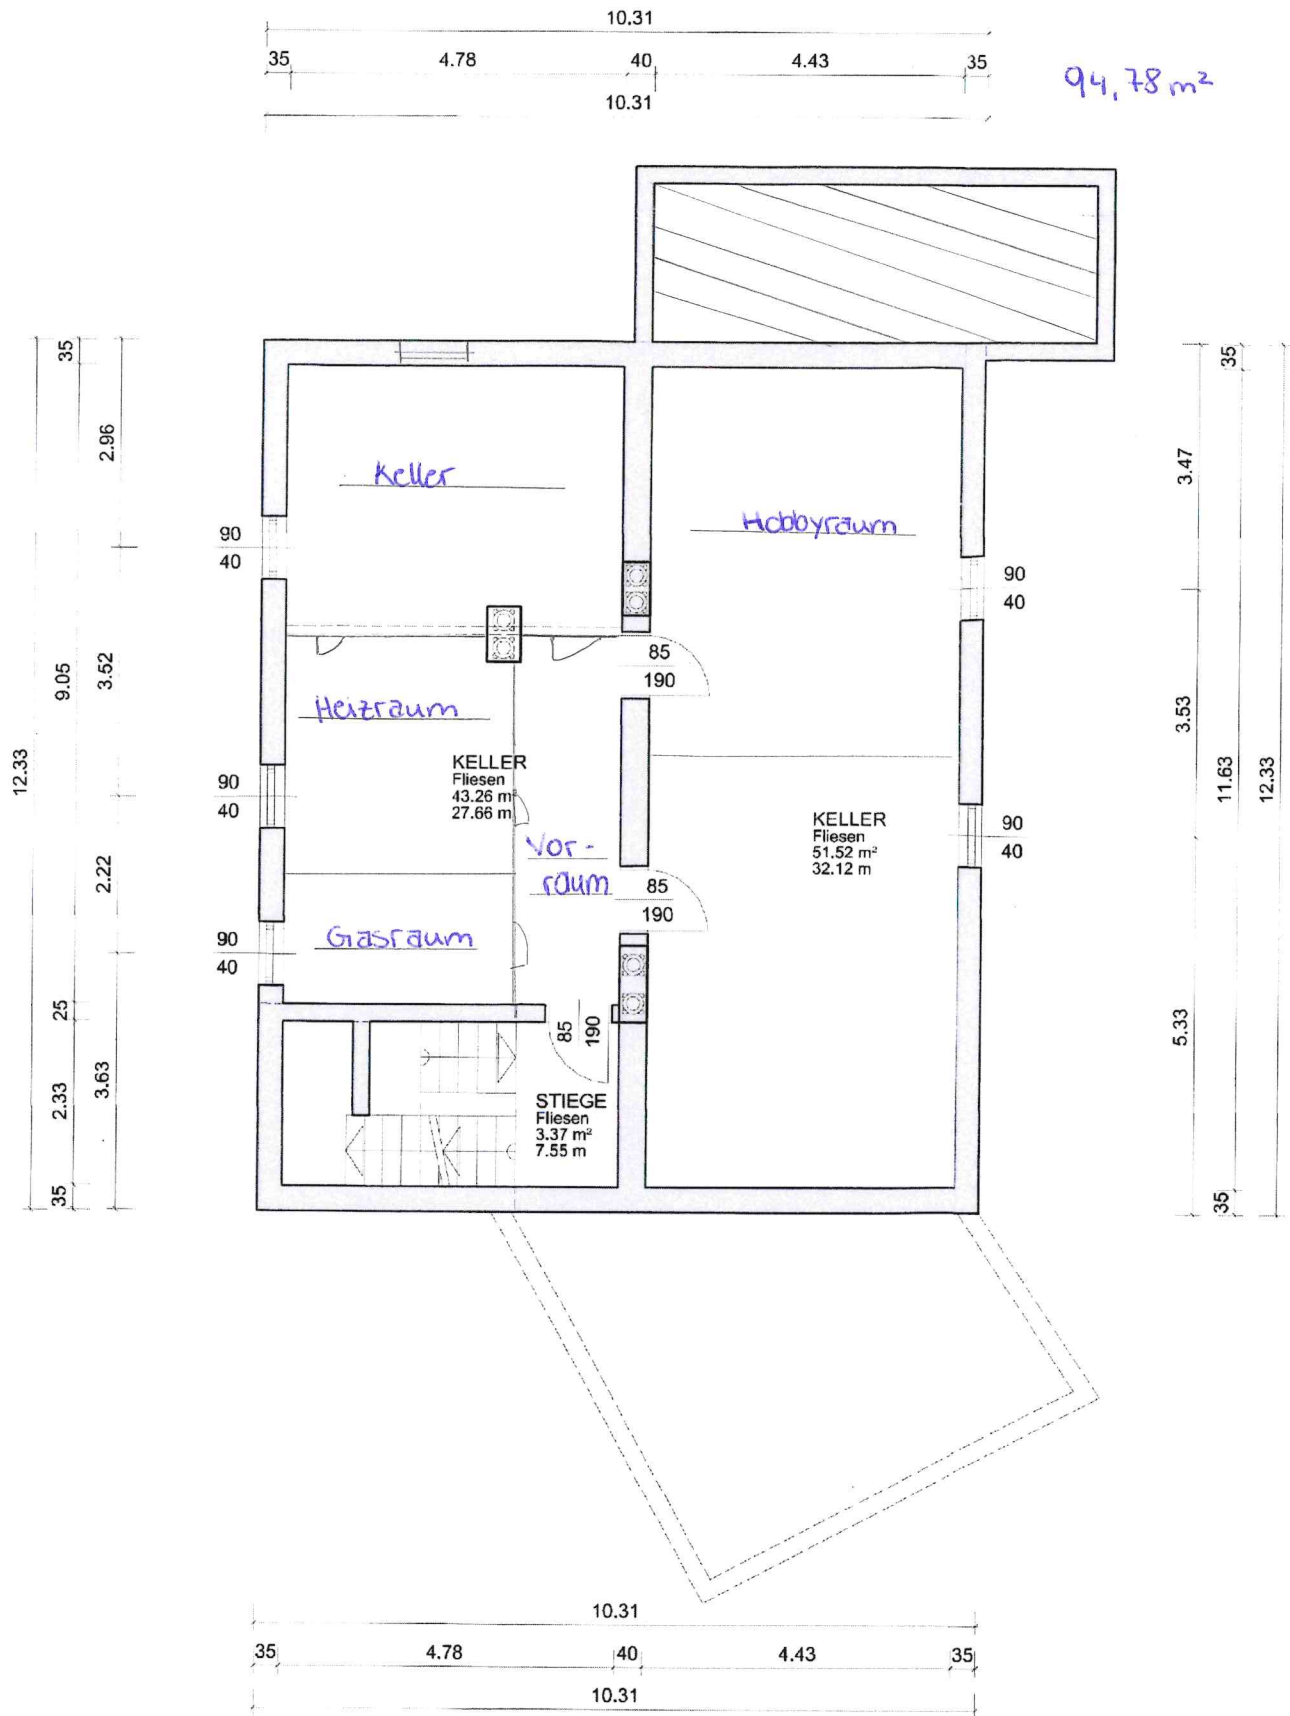 10.31
35 4.78 40 4.43 35
94,78 m²
10.31
35
35
2.96
3.47
Keller
Hobbyraum
90
40
90
40
3.52
9.05
85
190
Heizraum
3.53
12.33
KELLER
Fliesen
43.26 m²
27.66 m
11.63
12.33
90
40
KELLER
Fliesen
51.52 m²
32.12 m
90
40
Vor-
raum
2.22
85
190
Gasraum
90
40
25
85
190
5.33
3.63
2.33
STIEGE
Fliesen
3.37 m²
7.55 m
35
35
10.31
35 4.78 40 4.43 35
10.31